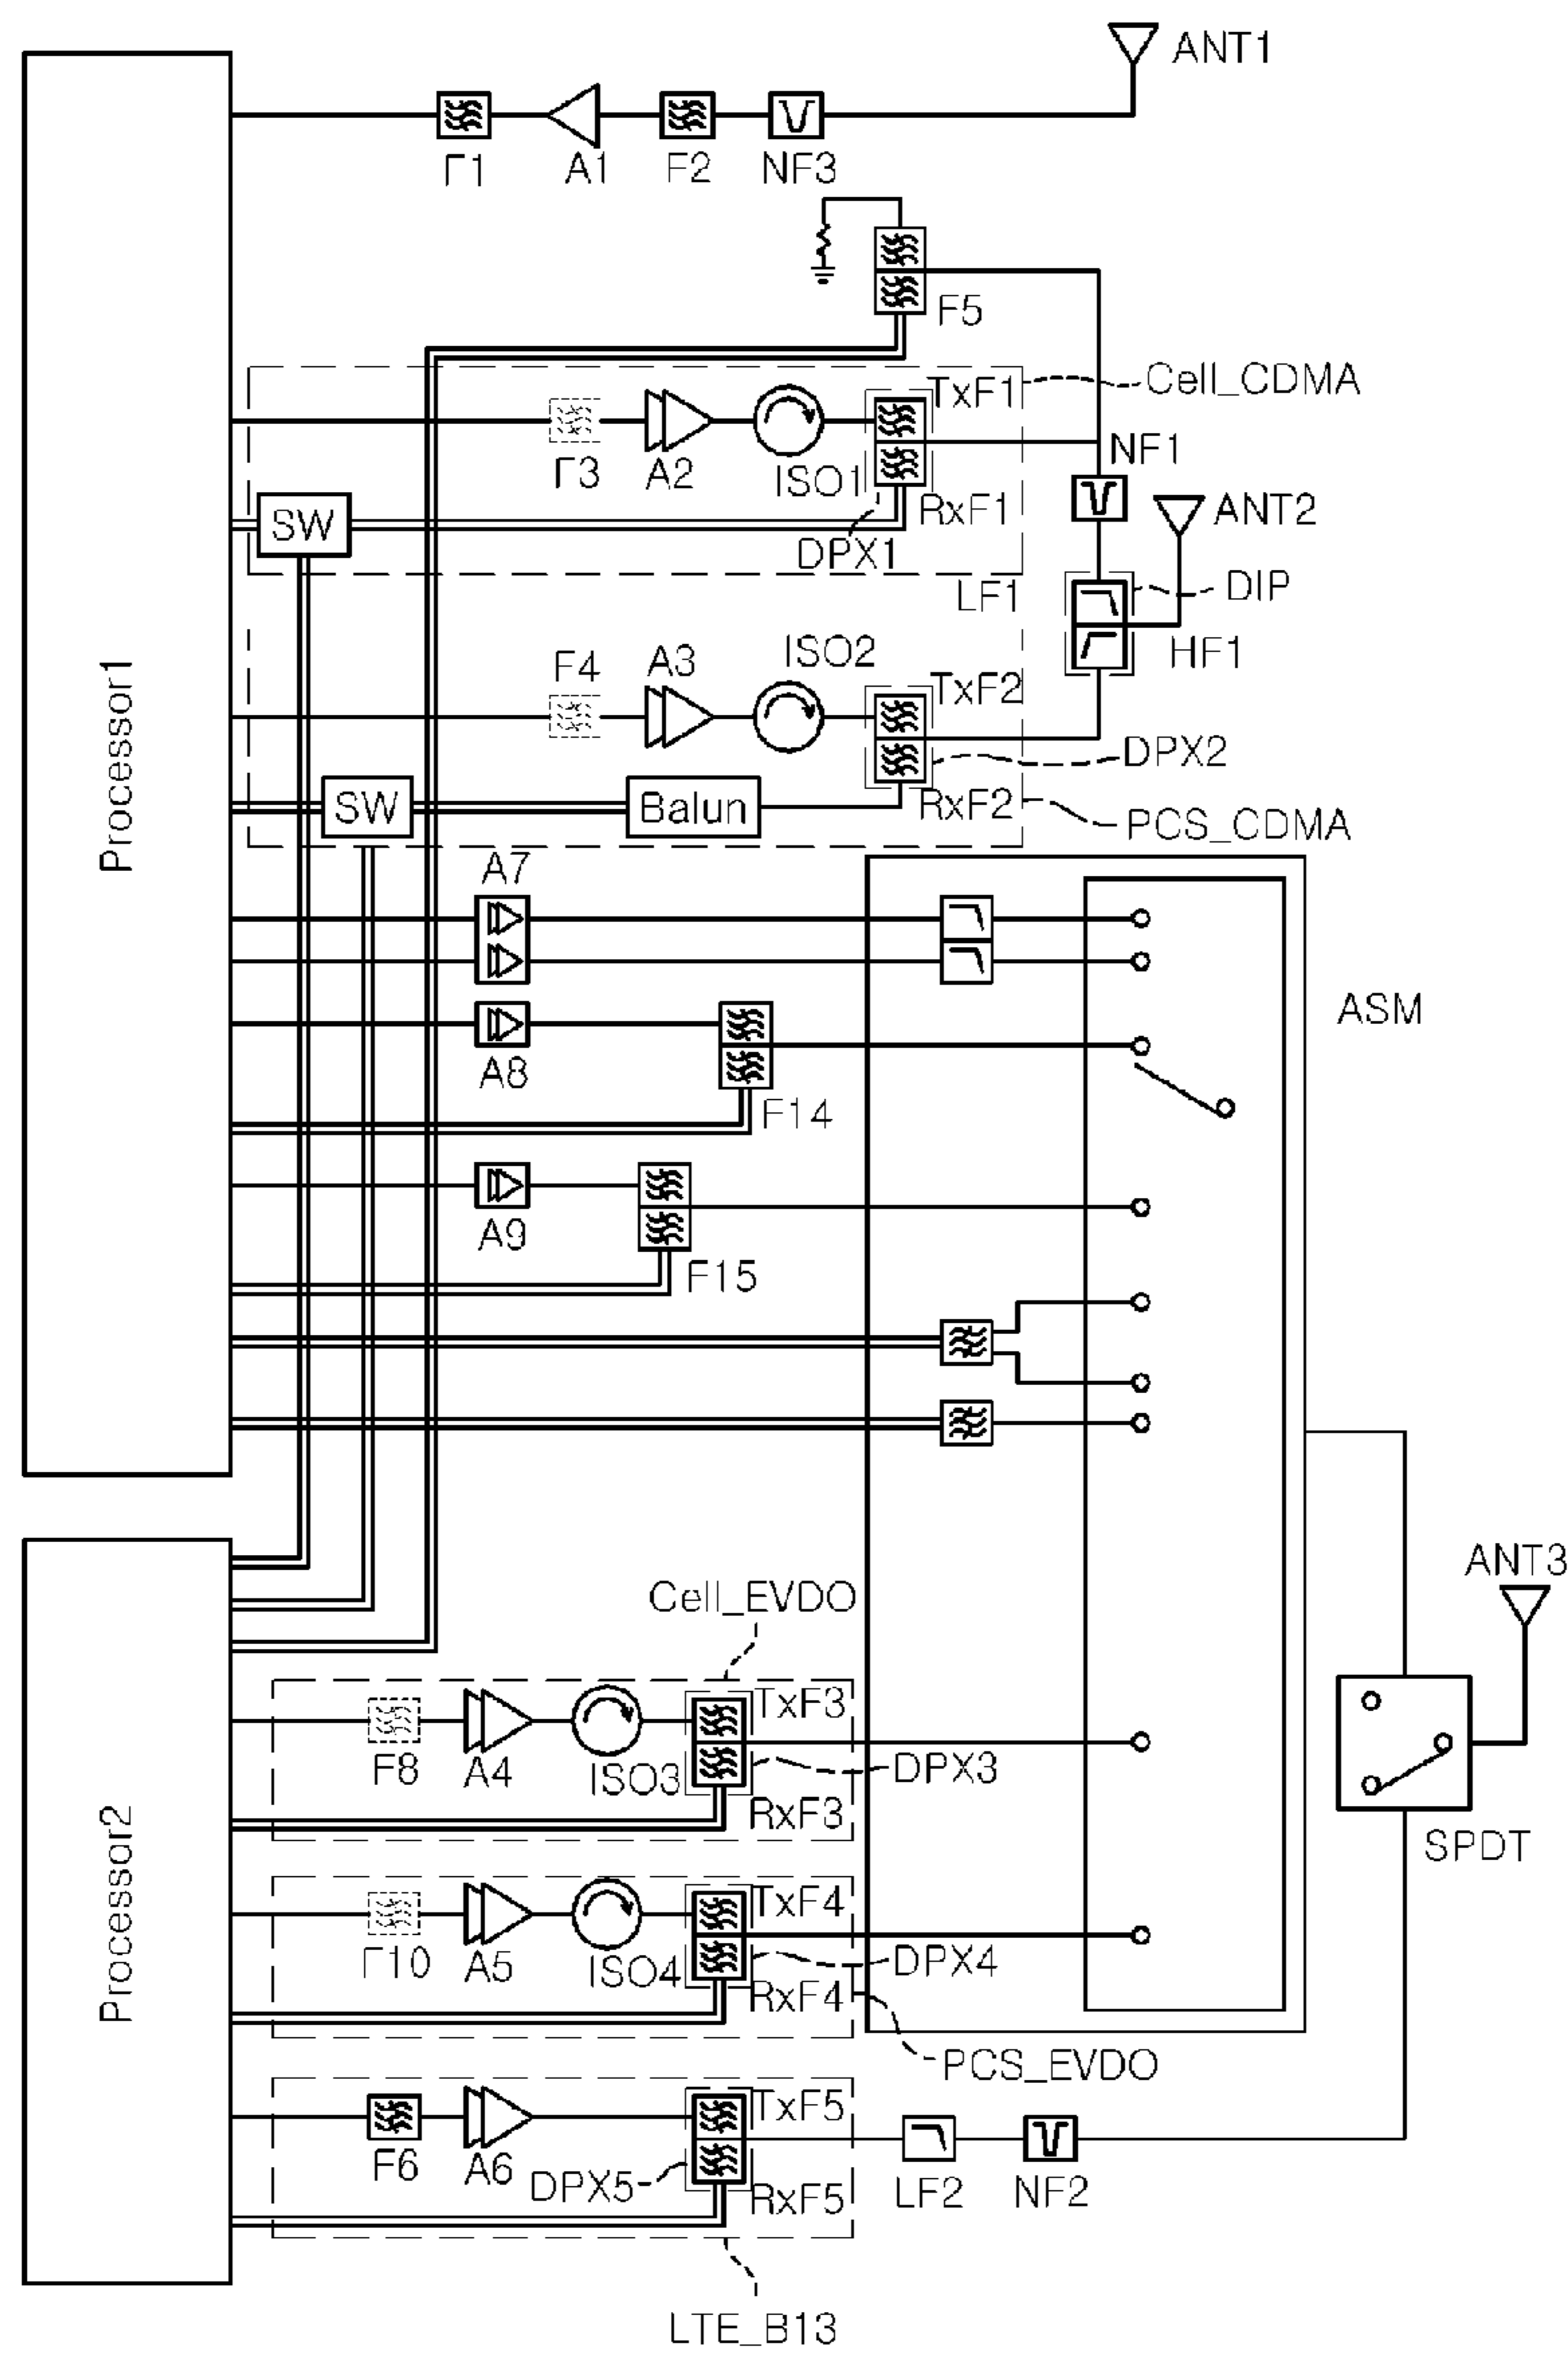 ANT1
Γ1
A1
F2
NF3
F5
Cell_CDMA
TxF1
Γ3
A2
ISO1
RxF1
NF1
SW
DPX1
ANT2
LF1
DIP
Processor1
F4
A3
ISO2
TxF2
HF1
DPX2
SW
Balun
RxF2
PCS_CDMA
A7
ASM
A8
F14
A9
F15
ANT3
Cell_EVDO
TxF3
F8
A4
ISO3
DPX3
RxF3
SPDT
Processor2
TxF4
Γ10
A5
ISO4
DPX4
RxF4
PCS_EVDO
TxF5
F6
A6
DPX5
RxF5
LF2
NF2
LTE_B13